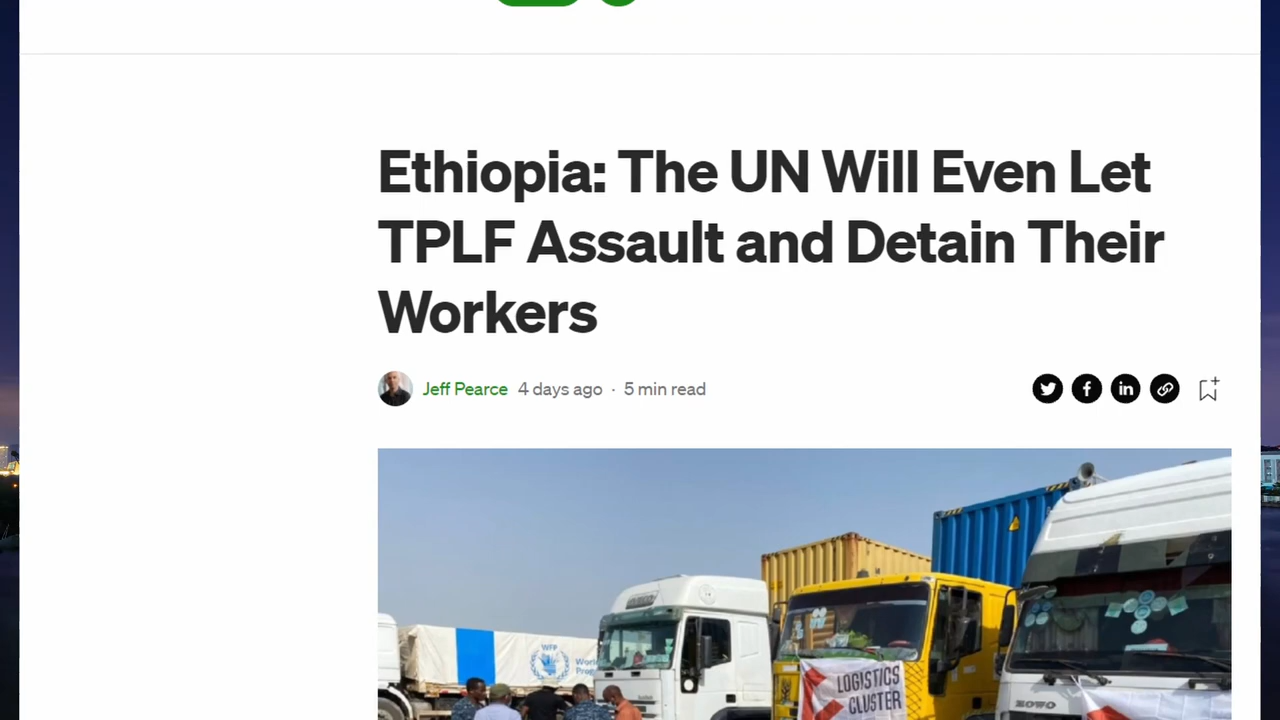 Ethiopia: The UN Will Even Let
TPLF Assault and Detain Their
Workers
Jeff Pearce 4 days ago · 5 min read
WFP
LOGISTICS
CLUSTER
HOWO